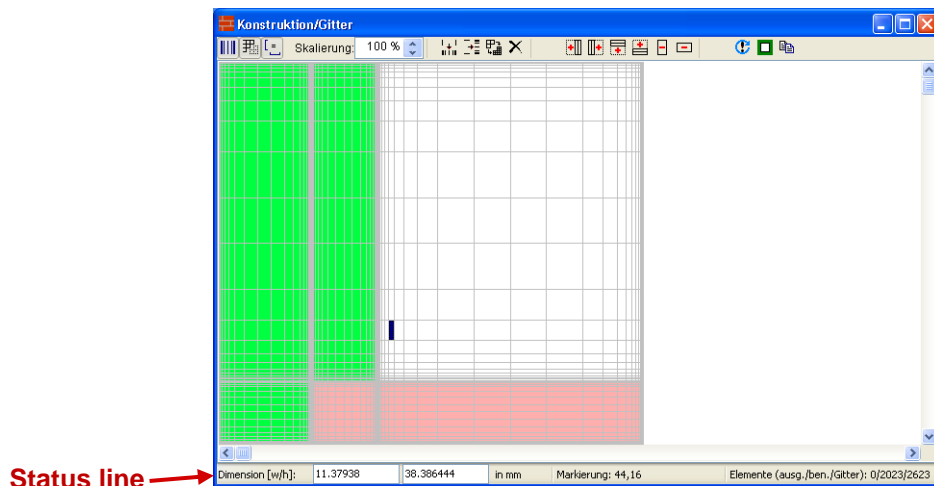 Konstruktion/Gitter
Skalierung: 100 %
Status line
Dimension [w/h]: 11.37938 38.386444 in mm Markierung: 44,16 Elemente (ausg./ben./Gitter): 0/2023/2623